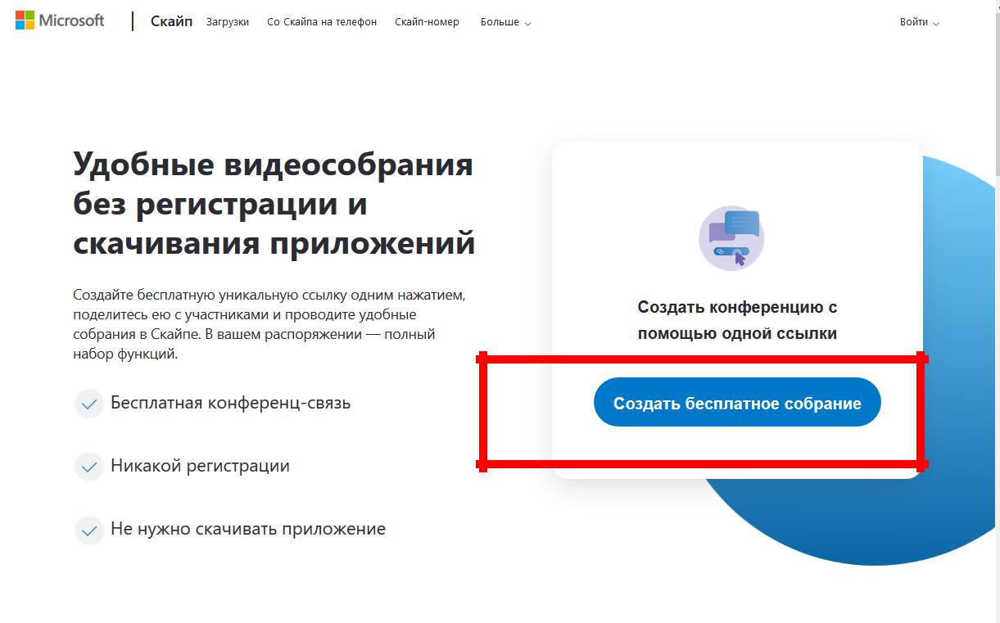 Microsoft
Скайп
Загрузки
Со Скайпа на телефон
Скайп-номер
Больше
Войти
Удобные видеособрания
без регистрации и
скачивания приложений
Создайте бесплатную уникальную ссылку одним нажатием,
поделитесь ею с участниками и проводите удобные
собрания в Скайпе. В вашем распоряжении — полный
набор функций.
Бесплатная конференц-связь
Никакой регистрации
Не нужно скачивать приложение
Создать конференцию с
помощью одной ссылки
Создать бесплатное собрание